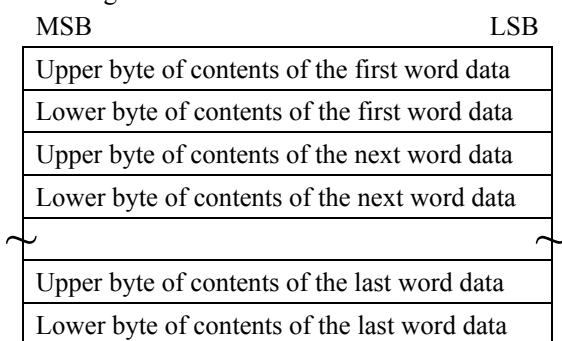 MSB LSB
Upper byte of contents of the first word data
Lower byte of contents of the first word data
Upper byte of contents of the next word data
Lower byte of contents of the next word data
~ ~
Upper byte of contents of the last word data
Lower byte of contents of the last word data